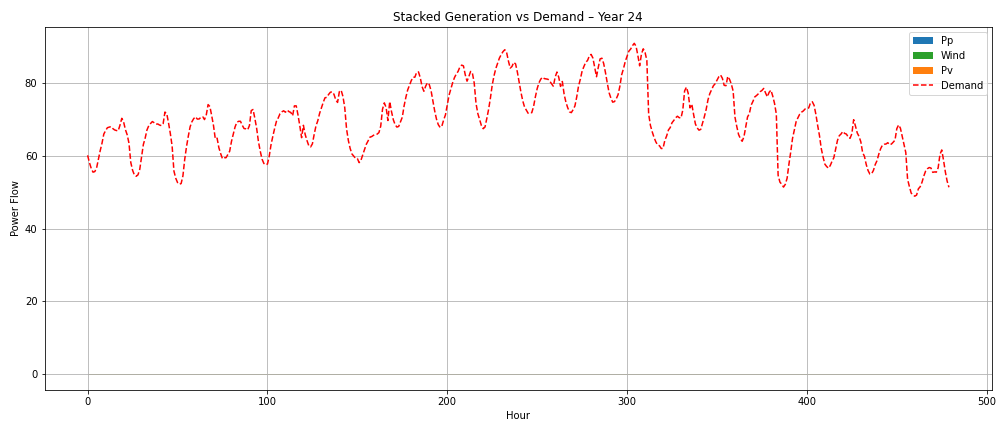 Stacked Generation vs Demand – Year 24
Pp
Wind
Pv
Demand
Power Flow
80
60
40
20
0
0 100 200 300 400 500
Hour